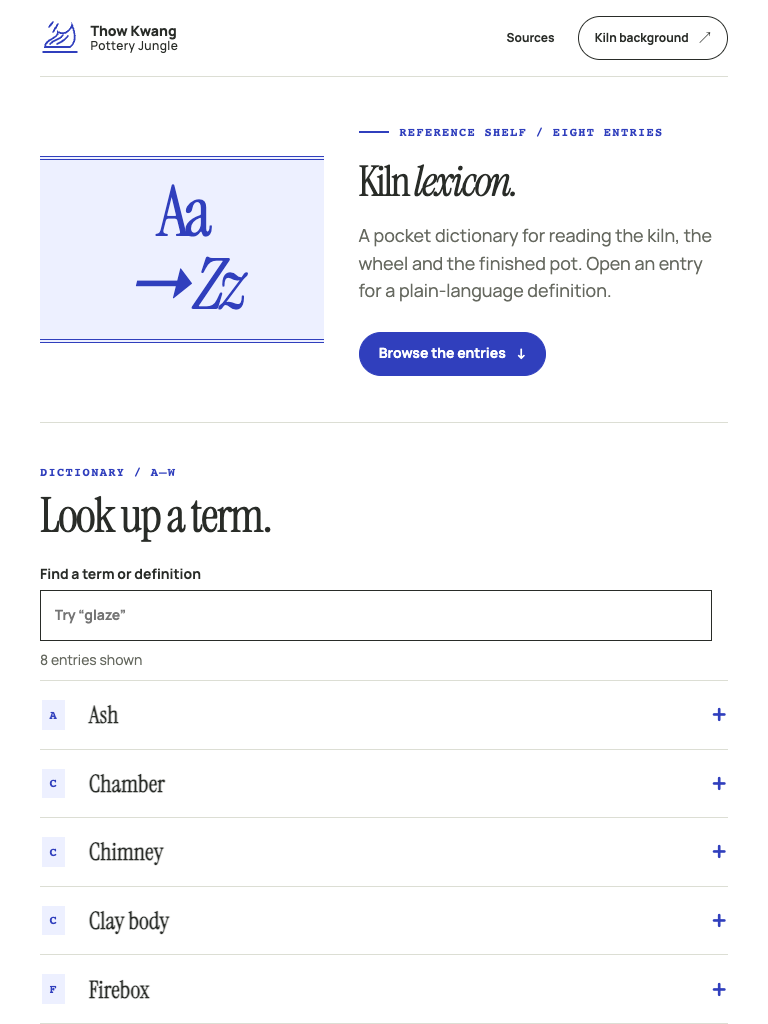 Thow Kwang
Pottery Jungle
Sources
Kiln background ↗
REFERENCE SHELF / EIGHT ENTRIES
Aa
→Zz
Kiln lexicon.
A pocket dictionary for reading the kiln, the
wheel and the finished pot. Open an entry
for a plain-language definition.
Browse the entries ↓
DICTIONARY / A—W
Look up a term.
Find a term or definition
Try “glaze”
8 entries shown
A Ash +
C Chamber +
C Chimney +
C Clay body +
F Firebox +